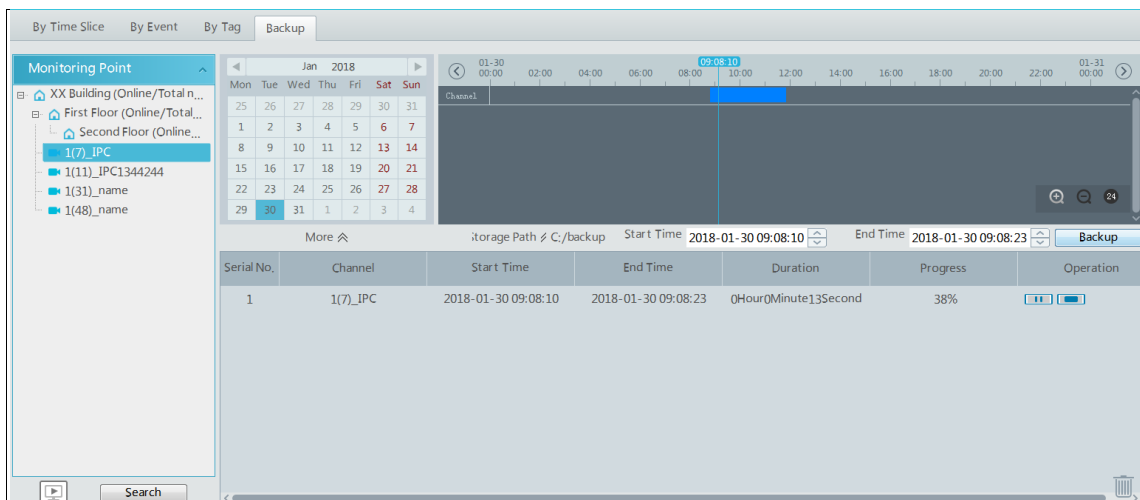 By Time Slice By Event By Tag Backup
Monitoring Point
XX Building (Online/Total n...
First Floor (Online/Total...
Second Floor (Online...
1(7)_IPC
1(11)_IPC1344244
1(31)_name
1(48)_name
Search
Jan 2018
Mon Tue Wed Thu Fri Sat Sun
25 26 27 28 29 30 31
1 2 3 4 5 6 7
8 9 10 11 12 13 14
15 16 17 18 19 20 21
22 23 24 25 26 27 28
29 30 31 1 2 3 4
More
09:08:10
01-30 01-31
00:00 02:00 04:00 06:00 08:00 10:00 12:00 14:00 16:00 18:00 20:00 22:00 00:00
Channel
24
torage Path C:/backup Start Time 2018-01-30 09:08:10 End Time 2018-01-30 09:08:23 Backup
Serial No. Channel Start Time End Time Duration Progress Operation
1 1(7)_IPC 2018-01-30 09:08:10 2018-01-30 09:08:23 0Hour0Minute13Second 38%